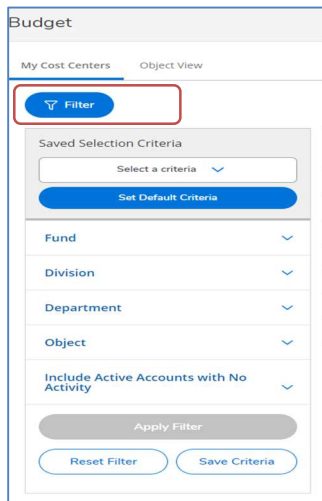 Budget
My Cost Centers Object View
Filter
Saved Selection Criteria
Select a criteria
Set Default Criteria
Fund
Division
Department
Object
Include Active Accounts with No
Activity
Apply Filter
Reset Filter Save Criteria